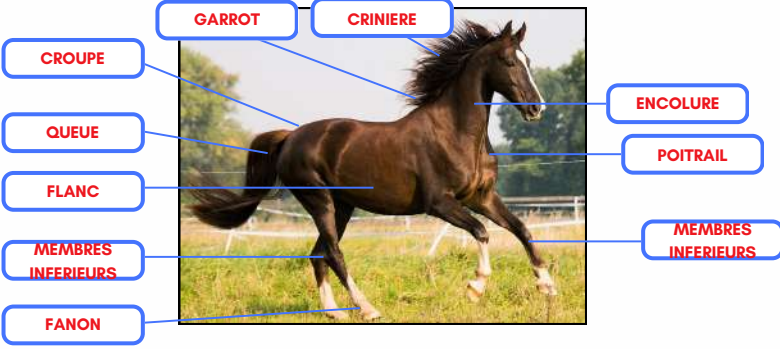 GARROT
CRINIERE
CROUPE
ENCOLURE
QUEUE
POITRAIL
FLANC
MEMBRES
INFERIEURS
MEMBRES
INFERIEURS
FANON